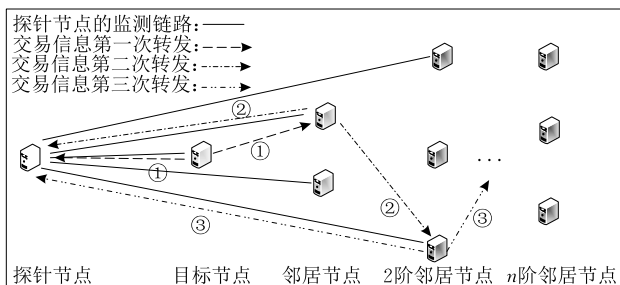 探针节点的监测链路:
交易信息第一次转发:
交易信息第二次转发:
交易信息第三次转发:
②
①
①
②
③
③
...
探针节点 目标节点 邻居节点 2阶邻居节点 n阶邻居节点